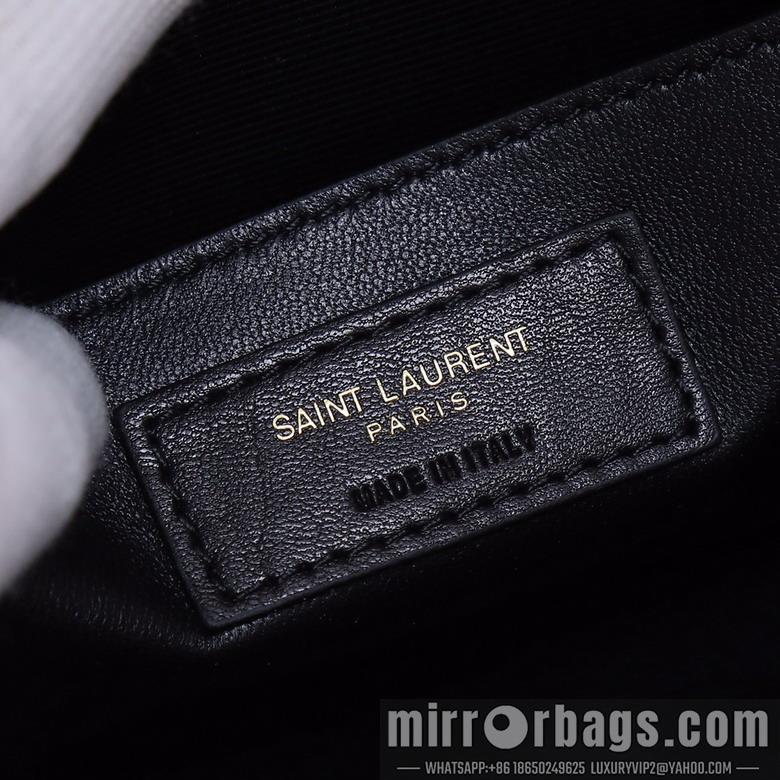 SAINT LAURENT
PARIS
MADE IN ITALY
mirrorbags.com
WHATSAPP:+86 18650249625 LUXURYVIP2@YAHOO.COM